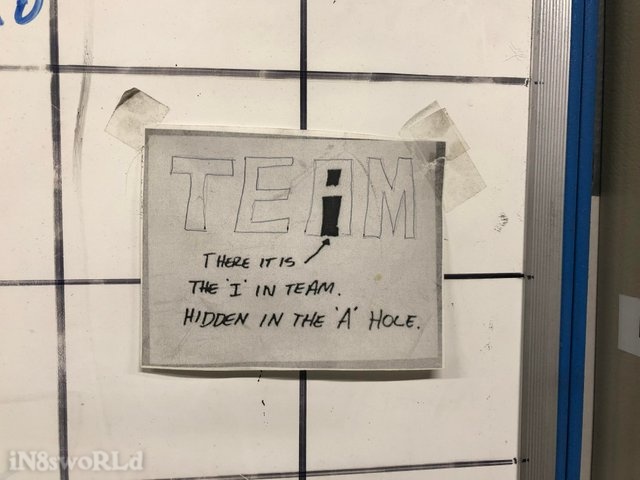 TEAM
THERE IT IS
THE 'I' IN TEAM.
HIDDEN IN THE 'A' HOLE.
iN8swoRLd